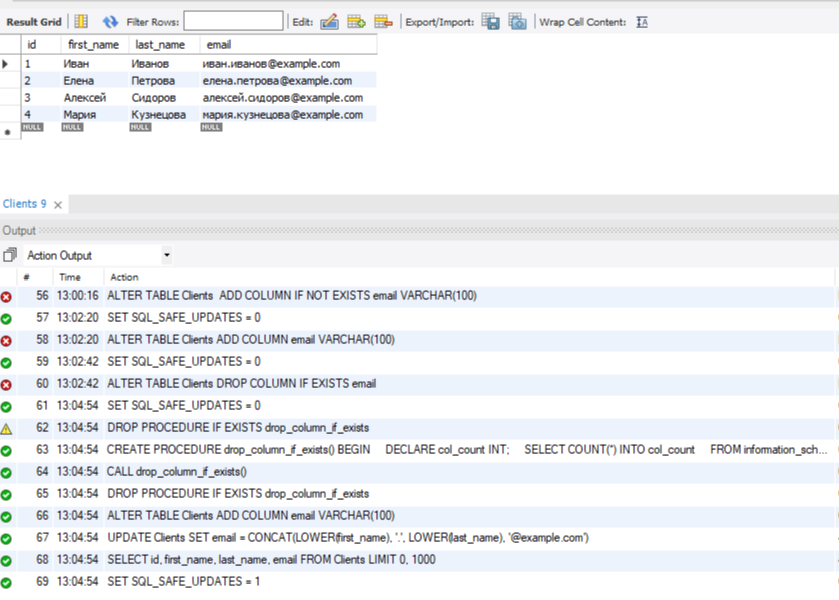 Result Grid Filter Rows: Edit: Export/Import: Wrap Cell Content:
id first_name last_name email
1 Иван Иванов иван.иванов@example.com
2 Елена Петрова елена.петрова@example.com
3 Алексей Сидоров алексей.сидоров@example.com
4 Мария Кузнецова мария.кузнецова@example.com
NULL NULL NULL NULL
Clients 9
Output
Action Output
# Time Action
56 13:00:16 ALTER TABLE Clients ADD COLUMN IF NOT EXISTS email VARCHAR(100)
57 13:02:20 SET SQL_SAFE_UPDATES = 0
58 13:02:20 ALTER TABLE Clients ADD COLUMN email VARCHAR(100)
59 13:02:42 SET SQL_SAFE_UPDATES = 0
60 13:02:42 ALTER TABLE Clients DROP COLUMN IF EXISTS email
61 13:04:54 SET SQL_SAFE_UPDATES = 0
62 13:04:54 DROP PROCEDURE IF EXISTS drop_column_if_exists
63 13:04:54 CREATE PROCEDURE drop_column_if_exists() BEGIN DECLARE col_count INT; SELECT COUNT(*) INTO col_count FROM information_sch...
64 13:04:54 CALL drop_column_if_exists()
65 13:04:54 DROP PROCEDURE IF EXISTS drop_column_if_exists
66 13:04:54 ALTER TABLE Clients ADD COLUMN email VARCHAR(100)
67 13:04:54 UPDATE Clients SET email = CONCAT(LOWER(first_name), '.', LOWER(last_name), '@example.com')
68 13:04:54 SELECT id, first_name, last_name, email FROM Clients LIMIT 0, 1000
69 13:04:54 SET SQL_SAFE_UPDATES = 1